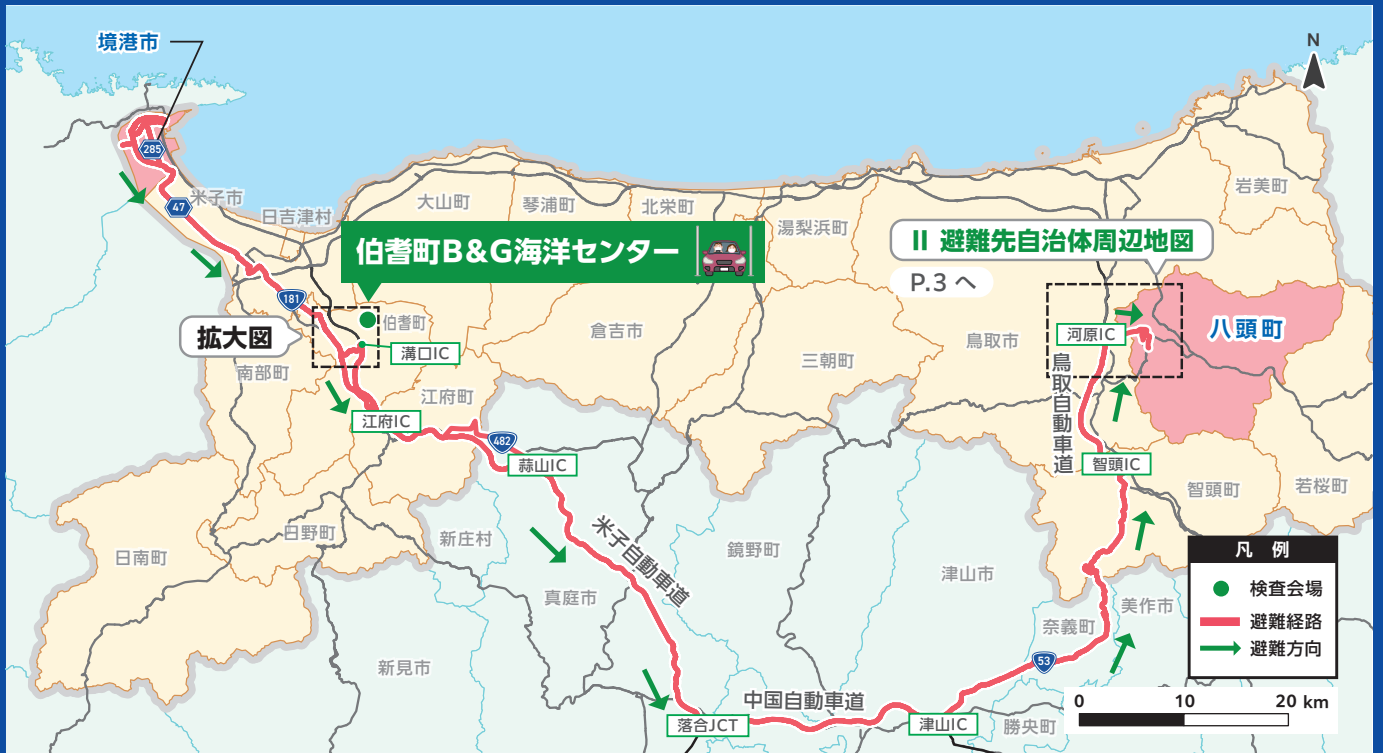 境港市
N
285
47
米子市
日吉津村
大山町
琴浦町
北栄町
湯梨浜町
岩美町
伯耆町B&G海洋センター
II 避難先自治体周辺地図
P.3 へ
181
伯耆町
拡大図
溝口IC
南部町
倉吉市
三朝町
鳥取市
河原IC
八頭町
鳥取自動車道
江府町
江府IC
482
蒜山IC
智頭IC
智頭町
若桜町
日南町
日野町
新庄村
米子自動車道
鏡野町
津山市
真庭市
新見市
美作市
奈義町
53
中国自動車道
落合JCT
津山IC
勝央町
凡 例
検査会場
避難経路
避難方向
0 10 20 km